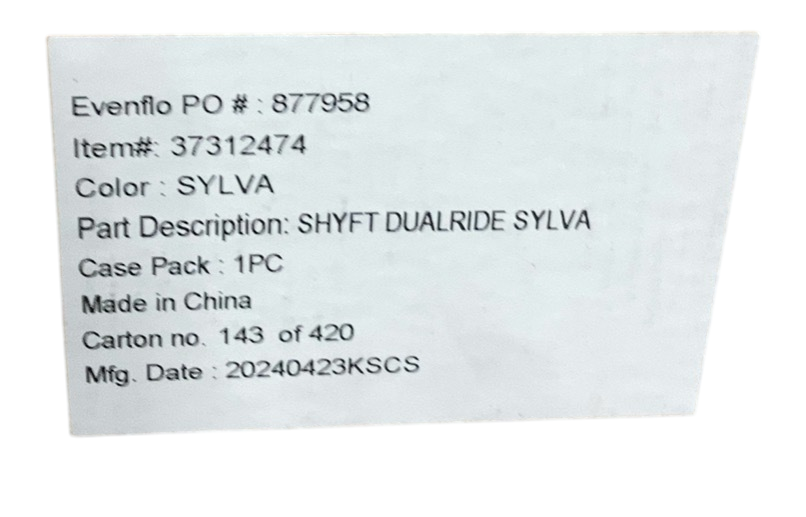 Evenflo PO # : 877958
Item#: 37312474
Color : SYLVA
Part Description: SHYFT DUALRIDE SYLVA
Case Pack : 1PC
Made in China
Carton no. 143 of 420
Mfg. Date : 20240423KSCS